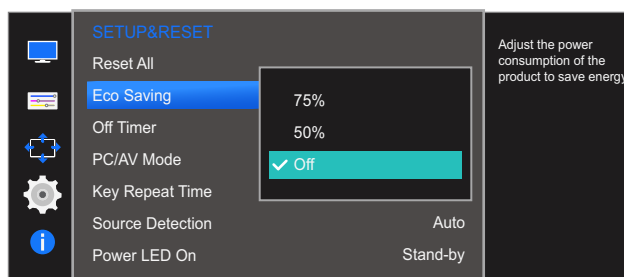 SETUP&RESET
Reset All
Eco Saving
Off Timer
PC/AV Mode
Key Repeat Time
Source Detection Auto
Power LED On Stand-by
75%
50%
Off
Adjust the power
consumption of the
product to save energy